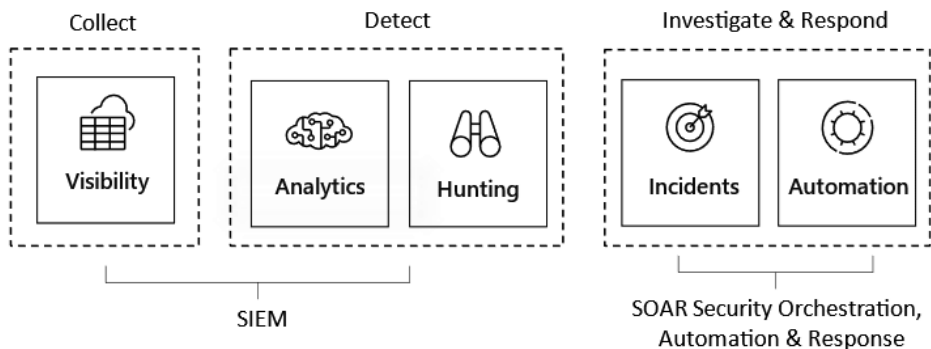 Collect
Detect
Investigate & Respond
Visibility
Analytics
Hunting
Incidents
Automation
SIEM
SOAR Security Orchestration,
Automation & Response